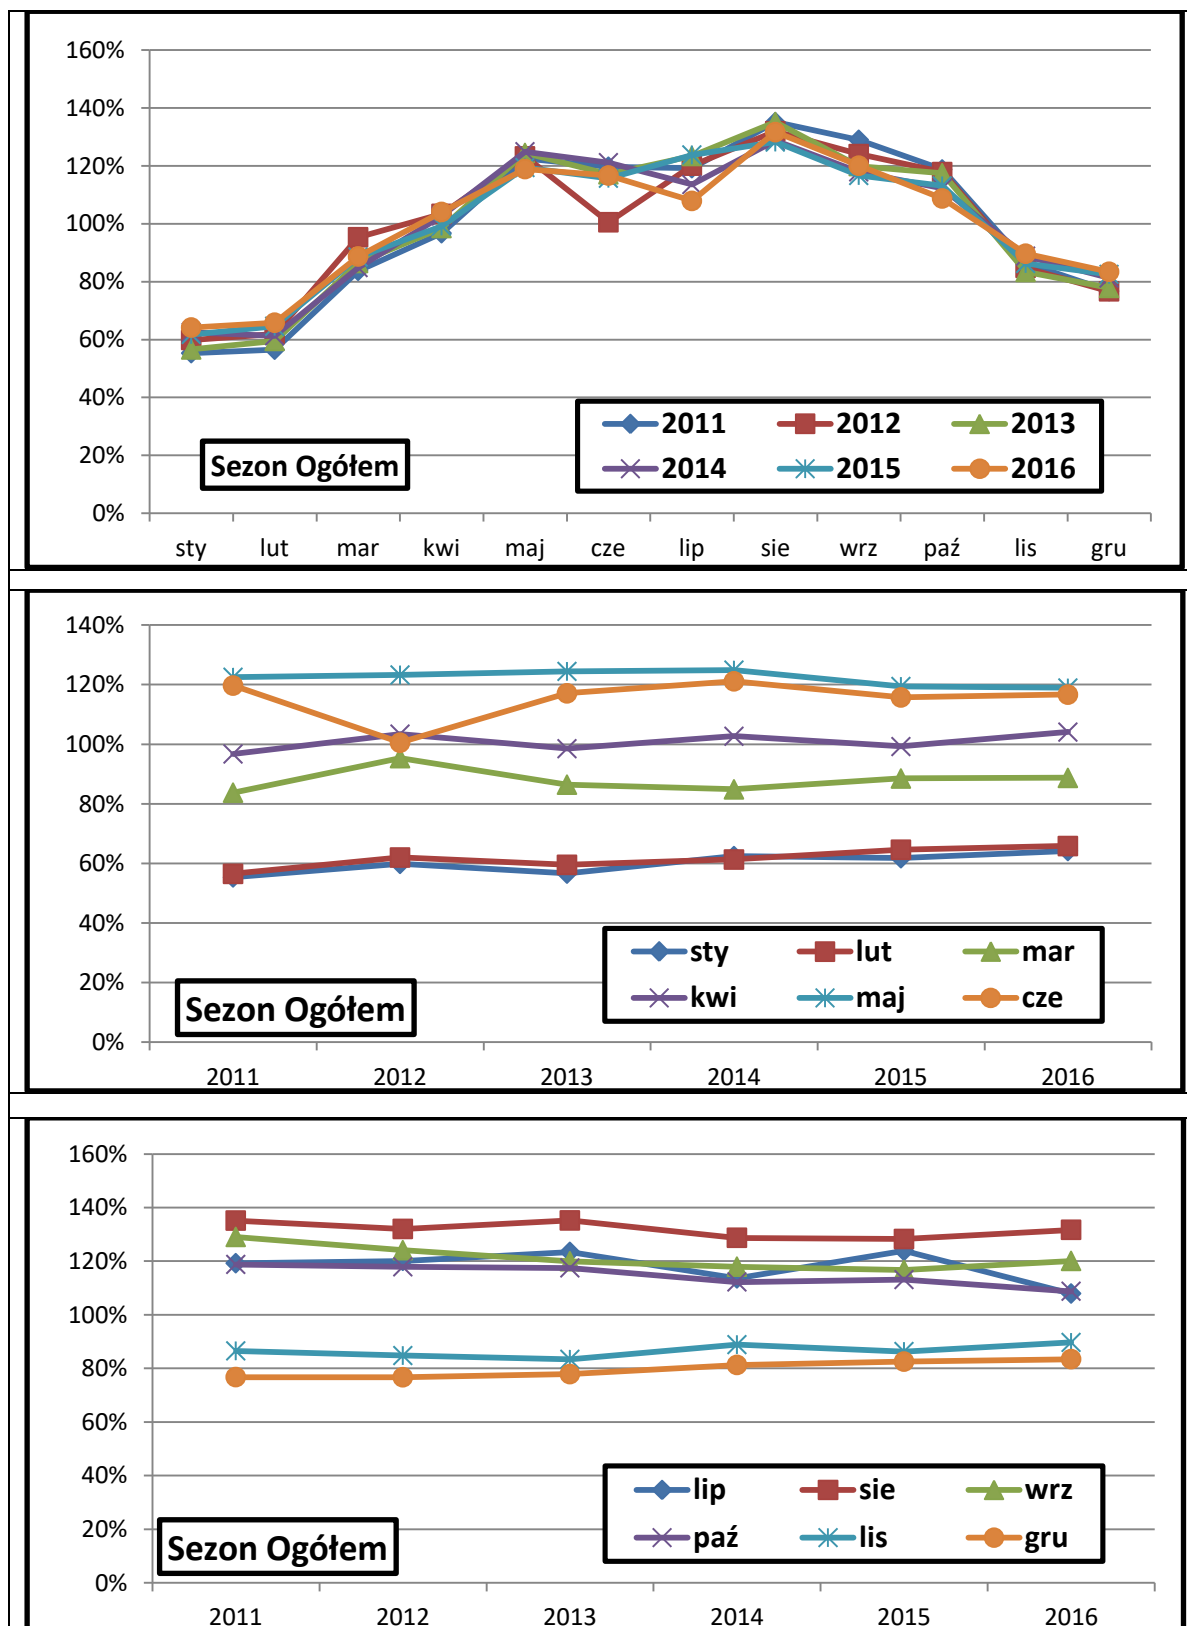 160%
140%
120%
100%
80%
60%
40%
20%
0%
2011 2012 2013
2014 2015 2016
Sezon Ogółem
sty lut mar kwi maj cze lip sie wrz paź lis gru
140%
120%
100%
80%
60%
40%
20%
0%
sty lut mar
kwi maj cze
Sezon Ogółem
2011 2012 2013 2014 2015 2016
160%
140%
120%
100%
80%
60%
40%
20%
0%
lip sie wrz
paź lis gru
Sezon Ogółem
2011 2012 2013 2014 2015 2016